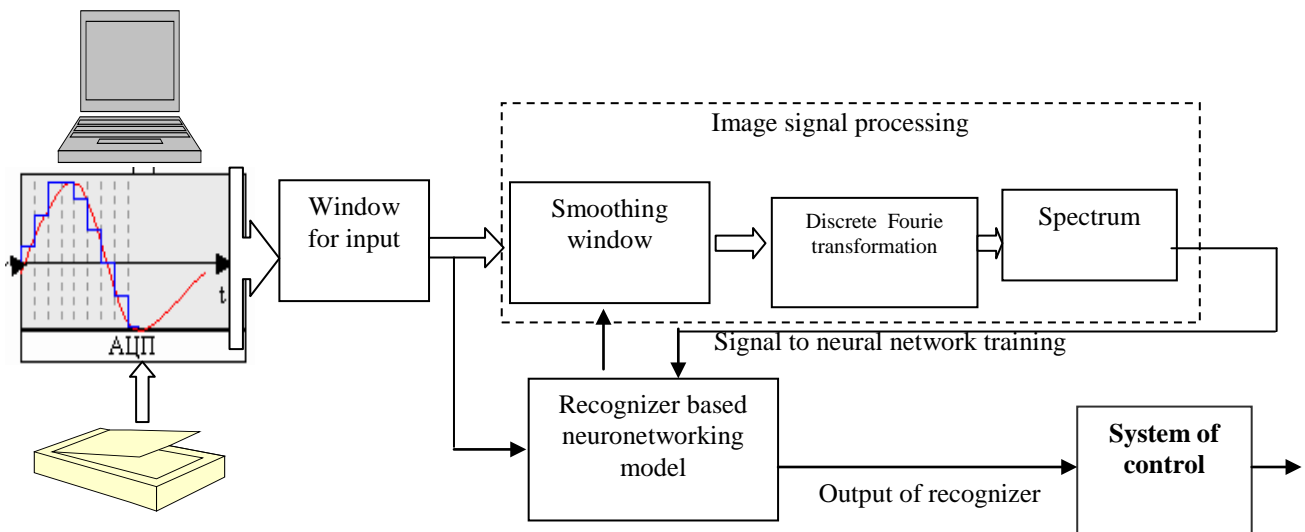 Image signal processing
Window
for input
Smoothing
window
Discrete Fourie
transformation
Spectrum
t
АЦП
Signal to neural network training
Recognizer based
neuronetworking
model
Output of recognizer
System of
control